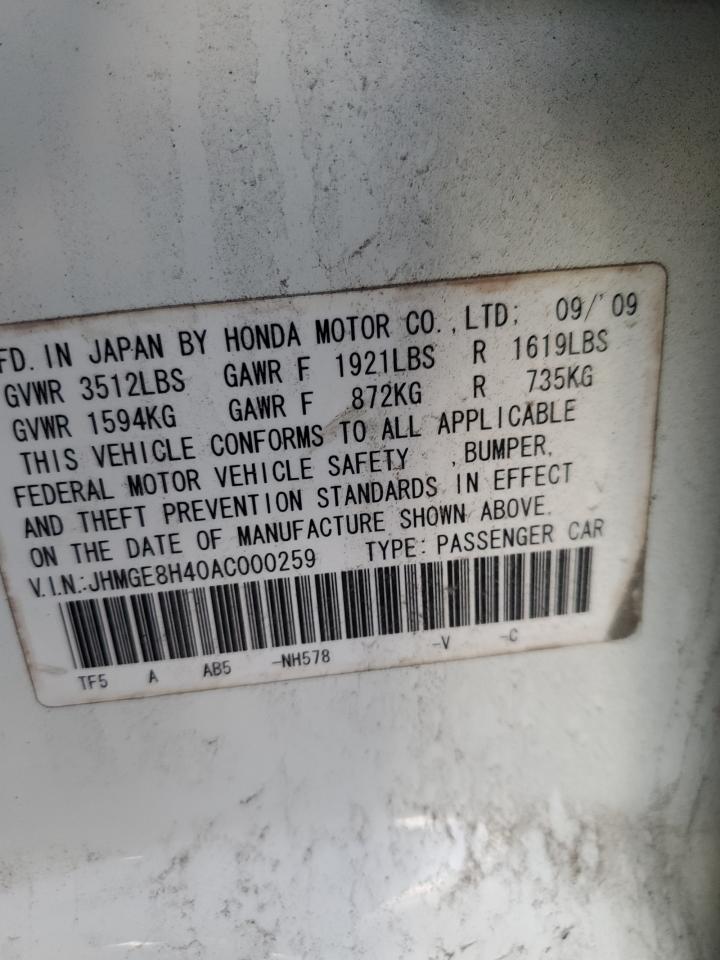 FD. IN JAPAN BY HONDA MOTOR CO., LTD; 09/'09
GVWR 3512LBS GAWR F 1921LBS R 1619LBS
GVWR 1594KG GAWR F 872KG R 735KG
THIS VEHICLE CONFORMS TO ALL APPLICABLE
FEDERAL MOTOR VEHICLE SAFETY , BUMPER,
AND THEFT PREVENTION STANDARDS IN EFFECT
ON THE DATE OF MANUFACTURE SHOWN ABOVE.
V.I.N.:JHMGE8H40AC000259 TYPE: PASSENGER CAR
TF5 A AB5 -NH578 -V -C